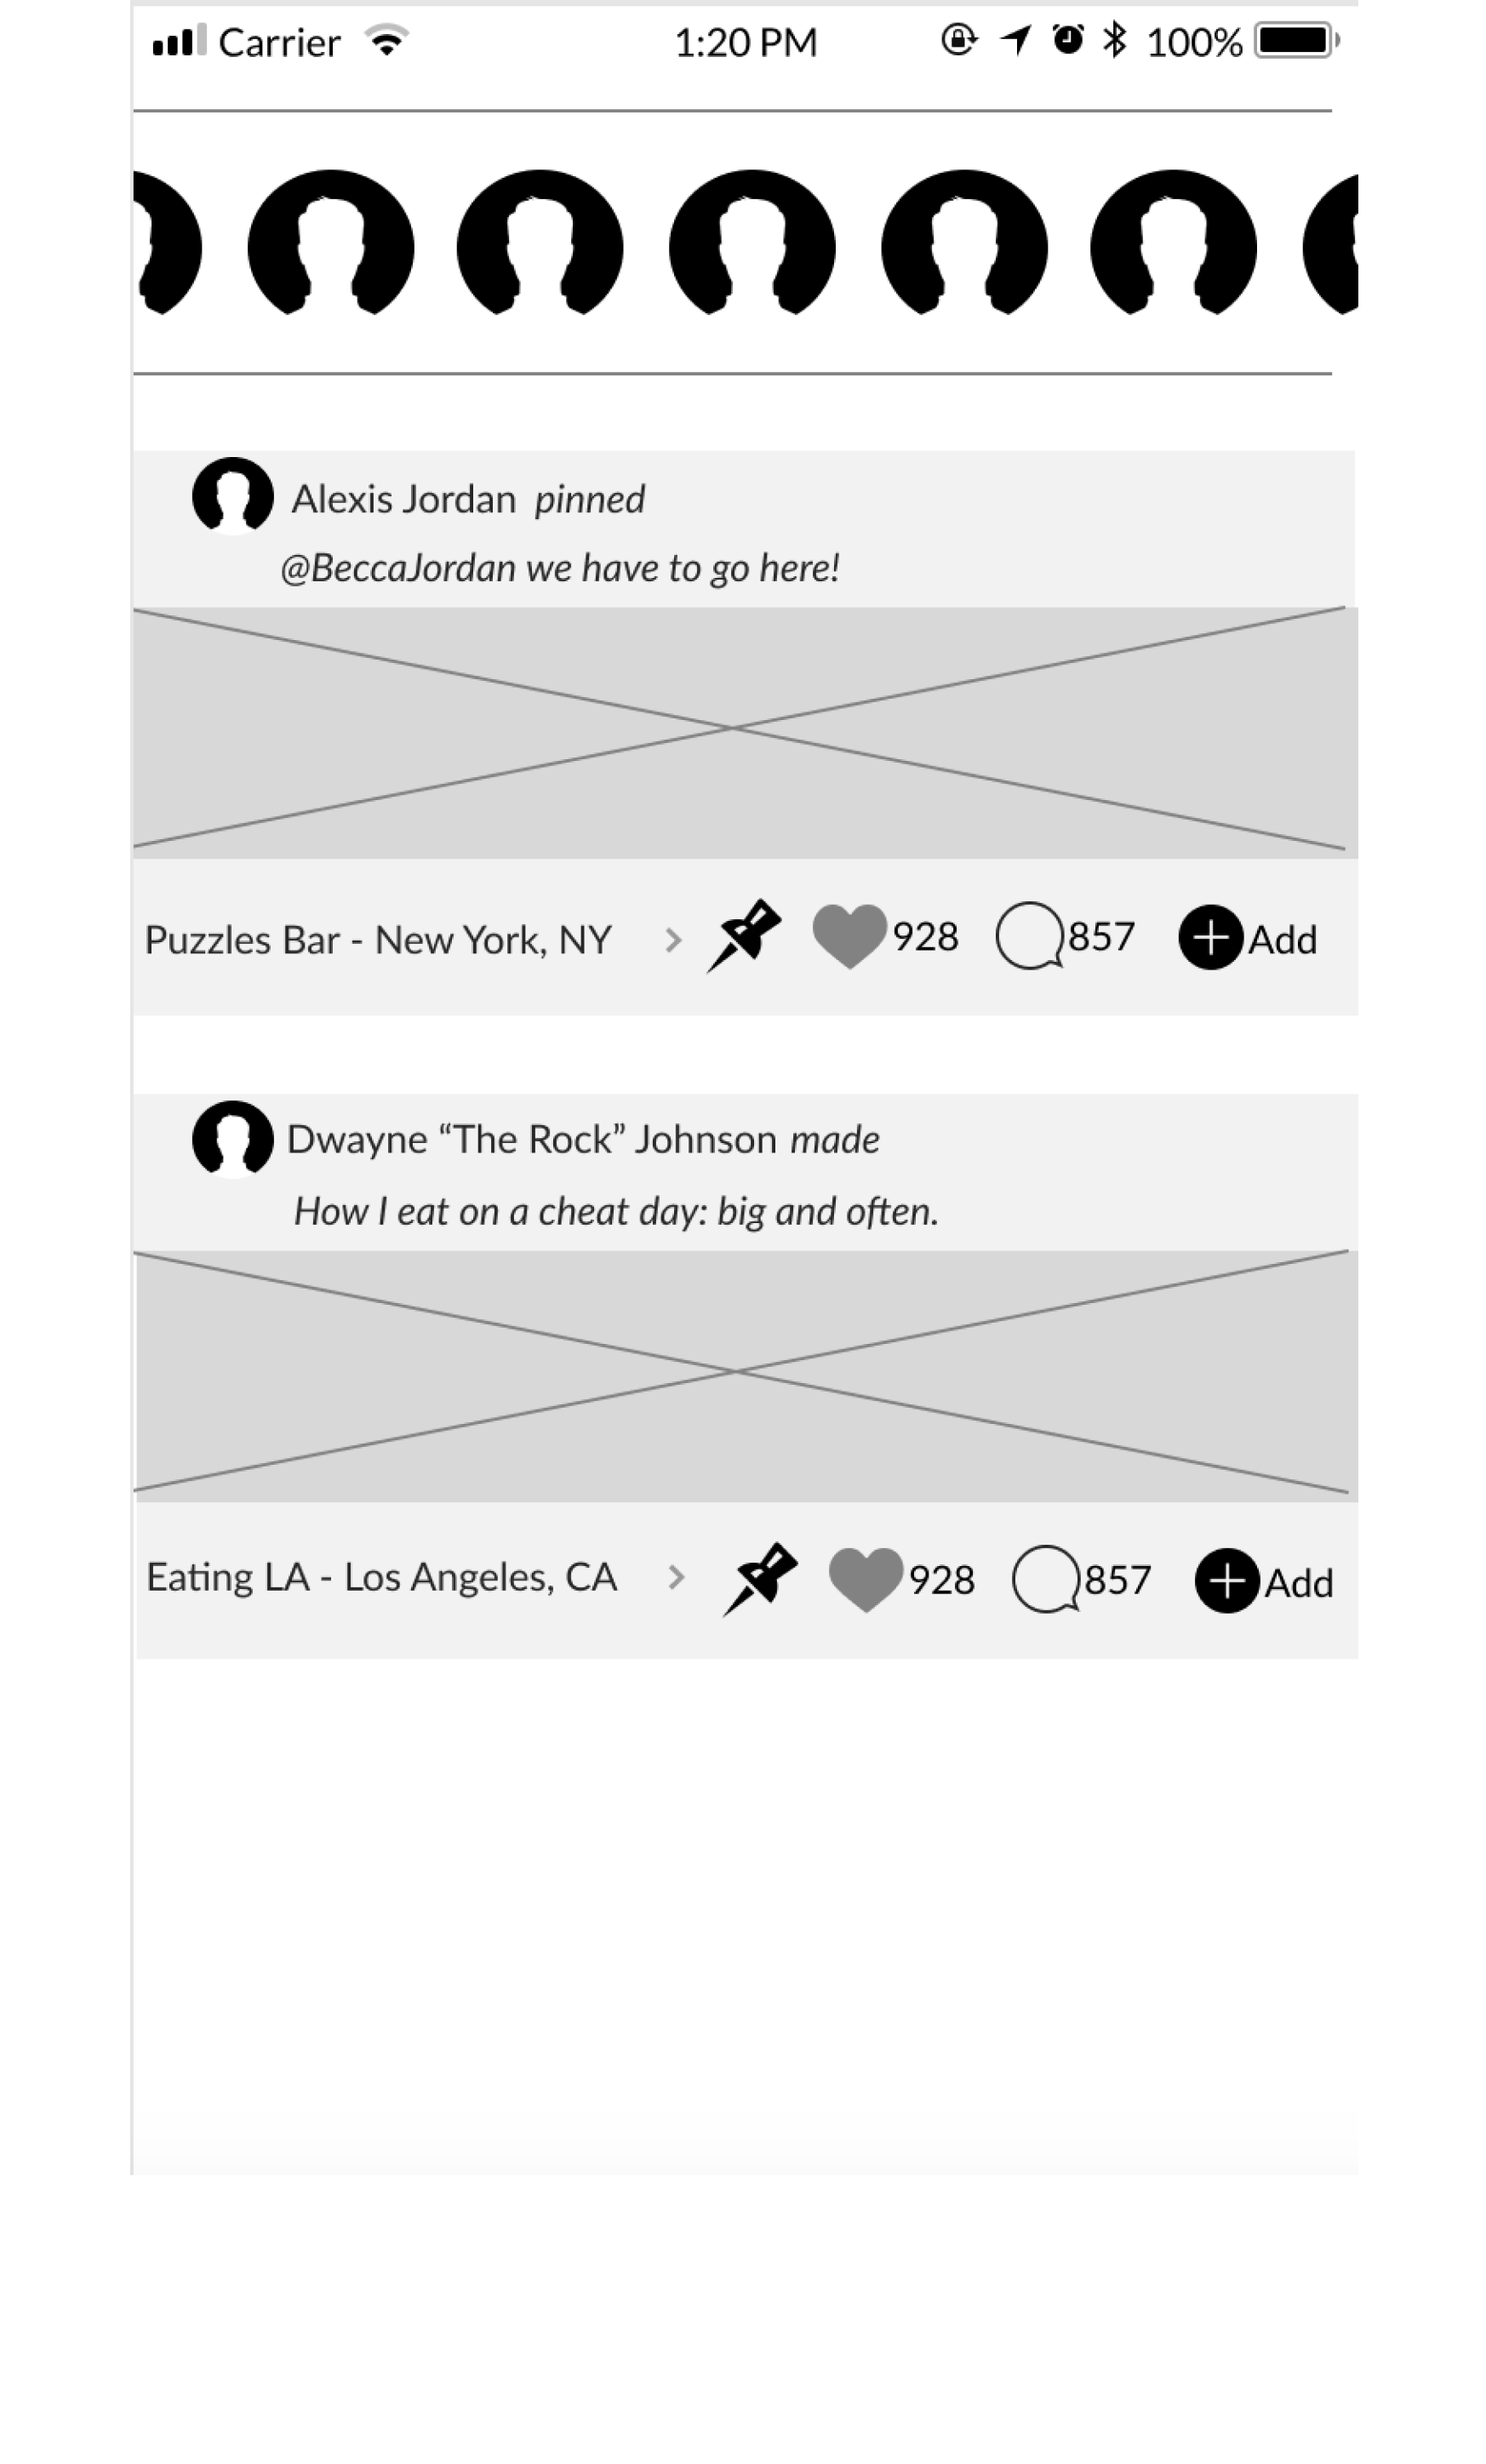 Carrier 1:20 PM 100%
Alexis Jordan pinned
@BeccaJordan we have to go here!
Puzzles Bar - New York, NY > 928 857 Add
Dwayne “The Rock” Johnson made
How I eat on a cheat day: big and often.
Eating LA - Los Angeles, CA > 928 857 Add